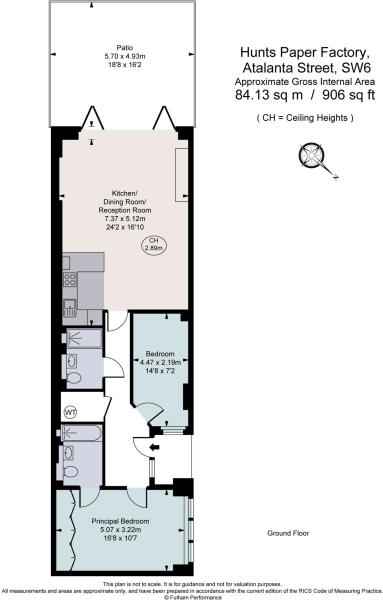 Patio
5.70 x 4.93m
18'8 x 16'2
Hunts Paper Factory,
Atalanta Street, SW6
Approximate Gross Internal Area
84.13 sq m / 906 sq ft
( CH = Ceiling Heights )
N
Kitchen/
Dining Room/
Reception Room
7.37 x 5.12m
24'2 x 16'10
CH
2.89m
Bedroom
4.47 x 2.19m
14'8 x 7'2
WT
Principal Bedroom
5.07 x 3.22m
16'8 x 10'7
Ground Floor
This plan is not to scale. It is for guidance and not for valuation purposes.
All measurements and areas are approximate only, and have been prepared in accordance with the current edition of the RICS Code of Measuring Practice.
© Fulham Performance